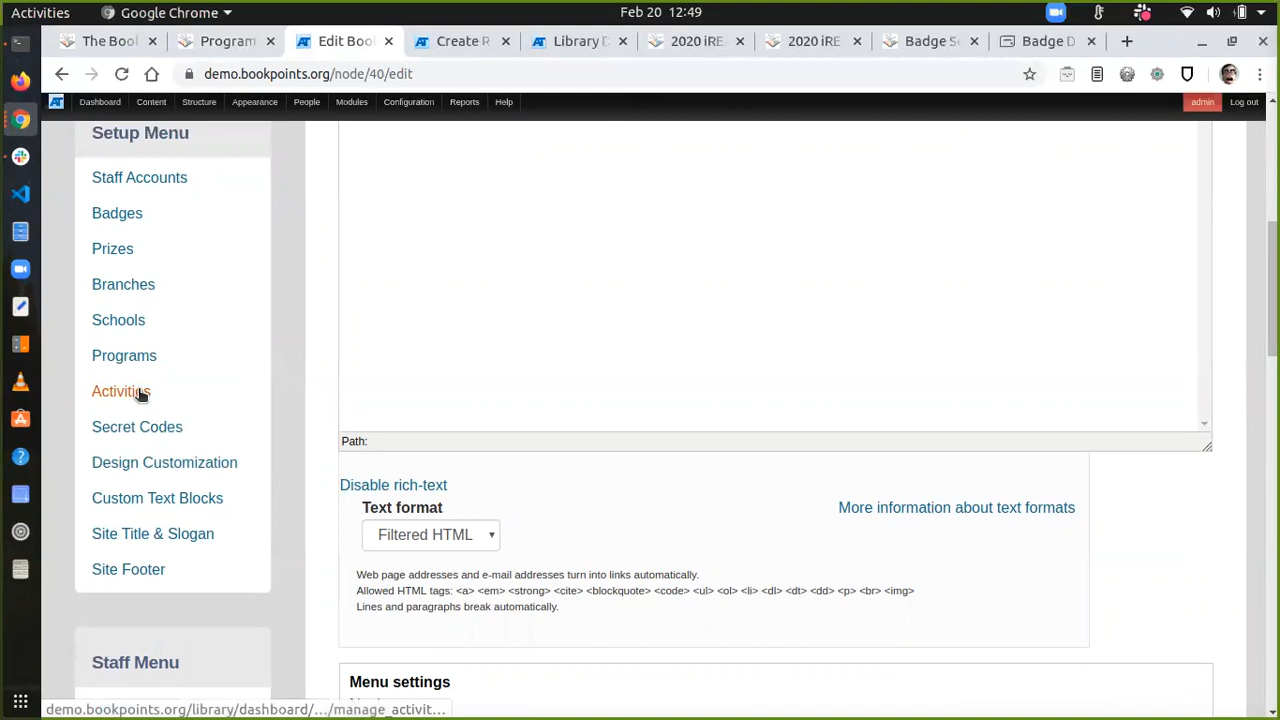 Activities
Google Chrome
Feb 20 12:49
The Bool
Program
Edit Boo
Create R
Library D
2020 iRE
2020 iRE
Badge Se
Badge D
demo.bookpoints.org/node/40/edit
Dashboard Content Structure Appearance People Modules Configuration Reports Help
admin Log out
Setup Menu
Staff Accounts
Badges
Prizes
Branches
Schools
Programs
Activities
Secret Codes
Design Customization
Custom Text Blocks
Site Title & Slogan
Site Footer
Staff Menu
Path:
Disable rich-text
Text format
More information about text formats
Filtered HTML
Web page addresses and e-mail addresses turn into links automatically.
Allowed HTML tags: <a> <em> <strong> <cite> <blockquote> <code> <ul> <ol> <li> <dl> <dt> <dd> <p> <br> <img>
Lines and paragraphs break automatically.
Menu settings
demo.bookpoints.org/library/dashboard/.../manage_activit...